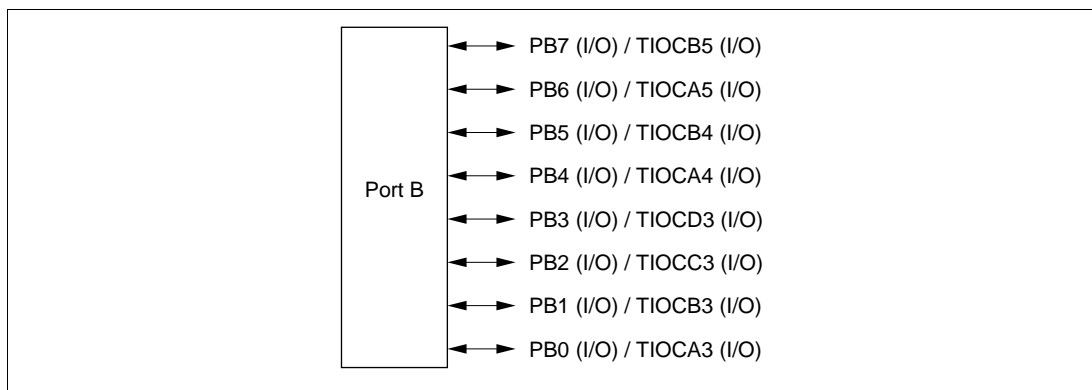 PB7 (I/O) / TIOCB5 (I/O)
PB6 (I/O) / TIOCA5 (I/O)
PB5 (I/O) / TIOCB4 (I/O)
PB4 (I/O) / TIOCA4 (I/O)
Port B
PB3 (I/O) / TIOCD3 (I/O)
PB2 (I/O) / TIOCC3 (I/O)
PB1 (I/O) / TIOCB3 (I/O)
PB0 (I/O) / TIOCA3 (I/O)